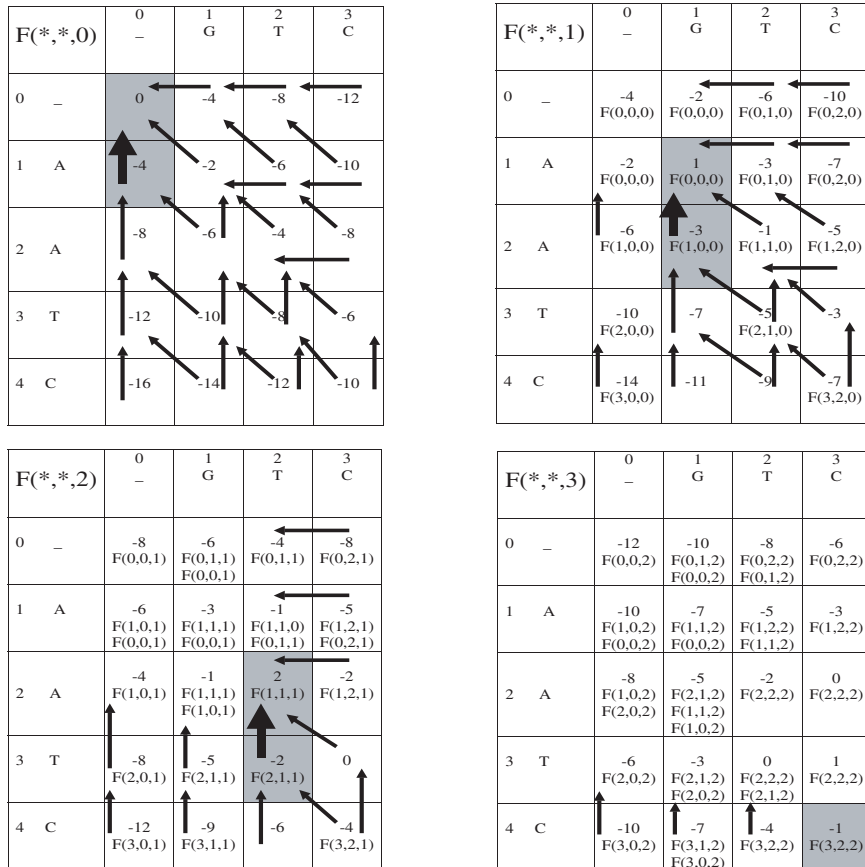 0 1 2 3
F(*,*,0) _ G T C
0 _ 0 -4 -8 -12
1 A -4 -2 -6 -10
2 A -8 -6 -4 -8
3 T -12 -10 -8 -6
4 C -16 -14 -12 -10
0 1 2 3
F(*,*,1) _ G T C
0 _ -4 -2 -6 -10
F(0,0,0) F(0,0,0) F(0,1,0) F(0,2,0)
1 A -2 1 -3 -7
F(0,0,0) F(0,0,0) F(0,1,0) F(0,2,0)
2 A -6 -3 -1 -5
F(1,0,0) F(1,0,0) F(1,1,0) F(1,2,0)
3 T -10 -7 -5 -3
F(2,0,0) F(2,1,0)
4 C -14 -11 -9 -7
F(3,0,0) F(3,2,0)
0 1 2 3
F(*,*,2) _ G T C
0 _ -8 -6 -4 -8
F(0,0,1) F(0,1,1) F(0,1,1) F(0,2,1)
F(0,0,1)
1 A -6 -3 -1 -5
F(1,0,1) F(1,1,1) F(1,1,0) F(1,2,1)
F(0,0,1) F(0,0,1) F(0,1,1) F(0,2,1)
2 A -4 -1 2 -2
F(1,0,1) F(1,1,1) F(1,1,1) F(1,2,1)
F(1,0,1)
3 T -8 -5 -2 0
F(2,0,1) F(2,1,1) F(2,1,1)
4 C -12 -9 -6 -4
F(3,0,1) F(3,1,1) F(3,2,1)
0 1 2 3
F(*,*,3) _ G T C
0 _ -12 -10 -8 -6
F(0,0,2) F(0,1,2) F(0,2,2) F(0,2,2)
F(0,0,2) F(0,1,2)
1 A -10 -7 -5 -3
F(1,0,2) F(1,1,2) F(1,2,2) F(1,2,2)
F(0,0,2) F(0,0,2) F(1,1,2)
2 A -8 -5 -2 0
F(1,0,2) F(2,1,2) F(2,2,2) F(2,2,2)
F(2,0,2) F(1,1,2)
F(1,0,2)
3 T -6 -3 0 1
F(2,0,2) F(2,1,2) F(2,2,2) F(2,2,2)
F(2,0,2) F(2,1,2)
4 C -10 -7 -4 -1
F(3,0,2) F(3,1,2) F(3,2,2) F(3,2,2)
F(3,0,2)